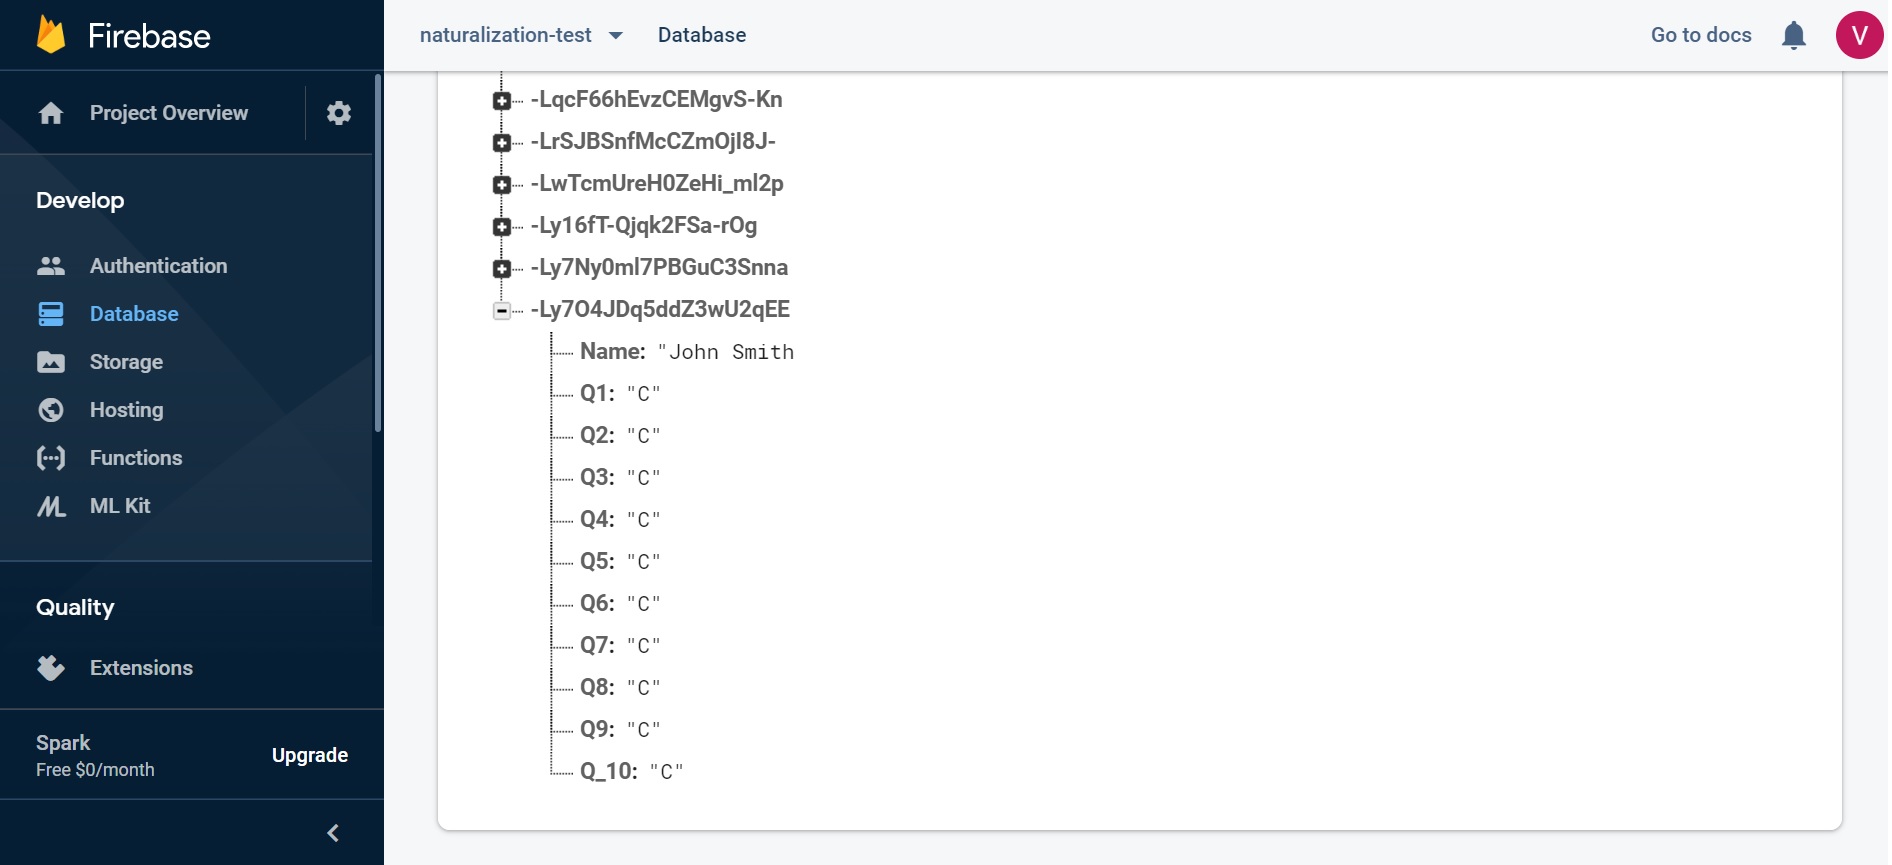 Firebase
naturalization-test Database Go to docs V
Project Overview
Develop
Authentication
Database
Storage
Hosting
Functions
ML Kit
Quality
Extensions
Spark
Free $0/month
Upgrade
-LqcF66hEvzCEMgvS-Kn
-LrSJBSnfMcCZmOjI8J-
-LwTcmUreH0ZeHi_ml2p
-Ly16fT-Qjqk2FSa-rOg
-Ly7Ny0ml7PBGuC3Snna
-Ly7O4JDq5ddZ3wU2qEE
Name: "John Smith
Q1: "C"
Q2: "C"
Q3: "C"
Q4: "C"
Q5: "C"
Q6: "C"
Q7: "C"
Q8: "C"
Q9: "C"
Q_10: "C"